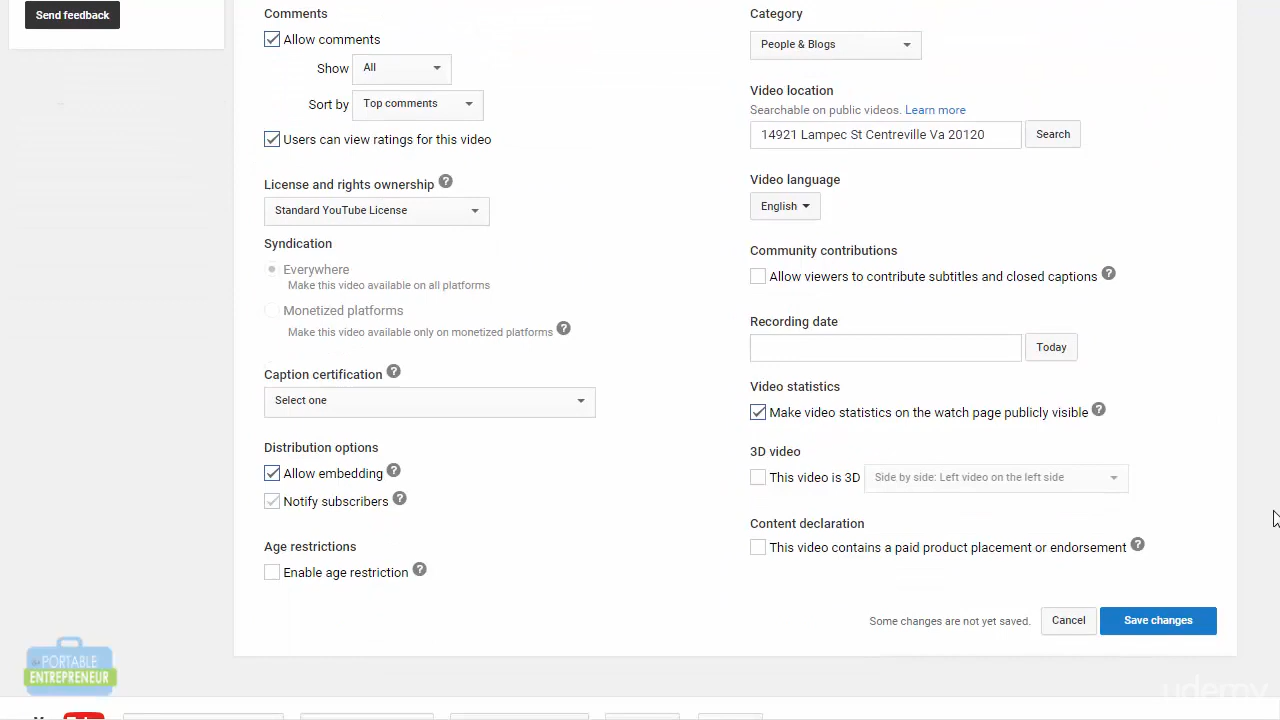 Send feedback
Comments
Allow comments
Show All
Sort by Top comments
Users can view ratings for this video
License and rights ownership
Standard YouTube License
Syndication
Everywhere
Make this video available on all platforms
Monetized platforms
Make this video available only on monetized platforms
Caption certification
Select one
Distribution options
Allow embedding
Notify subscribers
Age restrictions
Enable age restriction
Category
People & Blogs
Video location
Searchable on public videos. Learn more
14921 Lampec St Centreville Va 20120 Search
Video language
English
Community contributions
Allow viewers to contribute subtitles and closed captions
Recording date
Today
Video statistics
Make video statistics on the watch page publicly visible
3D video
This video is 3D Side by side: Left video on the left side
Content declaration
This video contains a paid product placement or endorsement
Some changes are not yet saved. Cancel Save changes
PORTABLE
ENTREPRENEUR
udemy